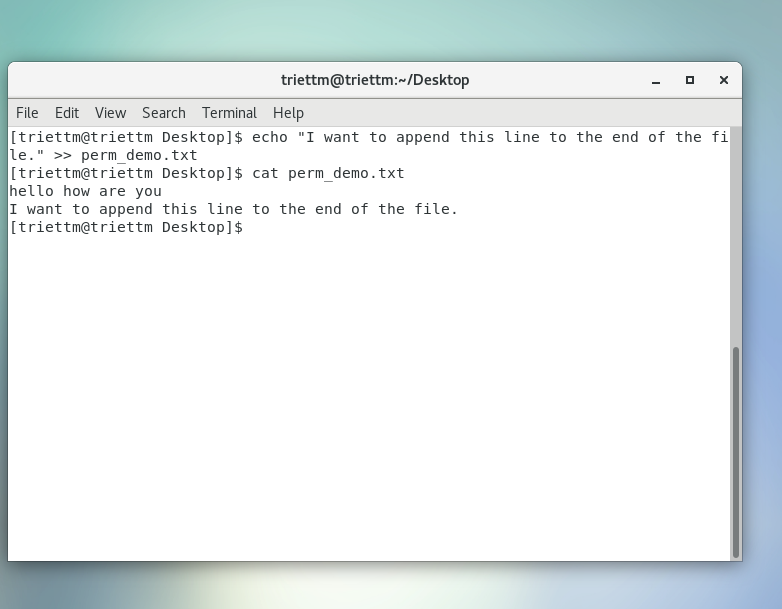 triettm@triettm:~/Desktop
File Edit View Search Terminal Help
[triettm@triettm Desktop]$ echo "I want to append this line to the end of the fi
le." >> perm_demo.txt
[triettm@triettm Desktop]$ cat perm_demo.txt
hello how are you
I want to append this line to the end of the file.
[triettm@triettm Desktop]$